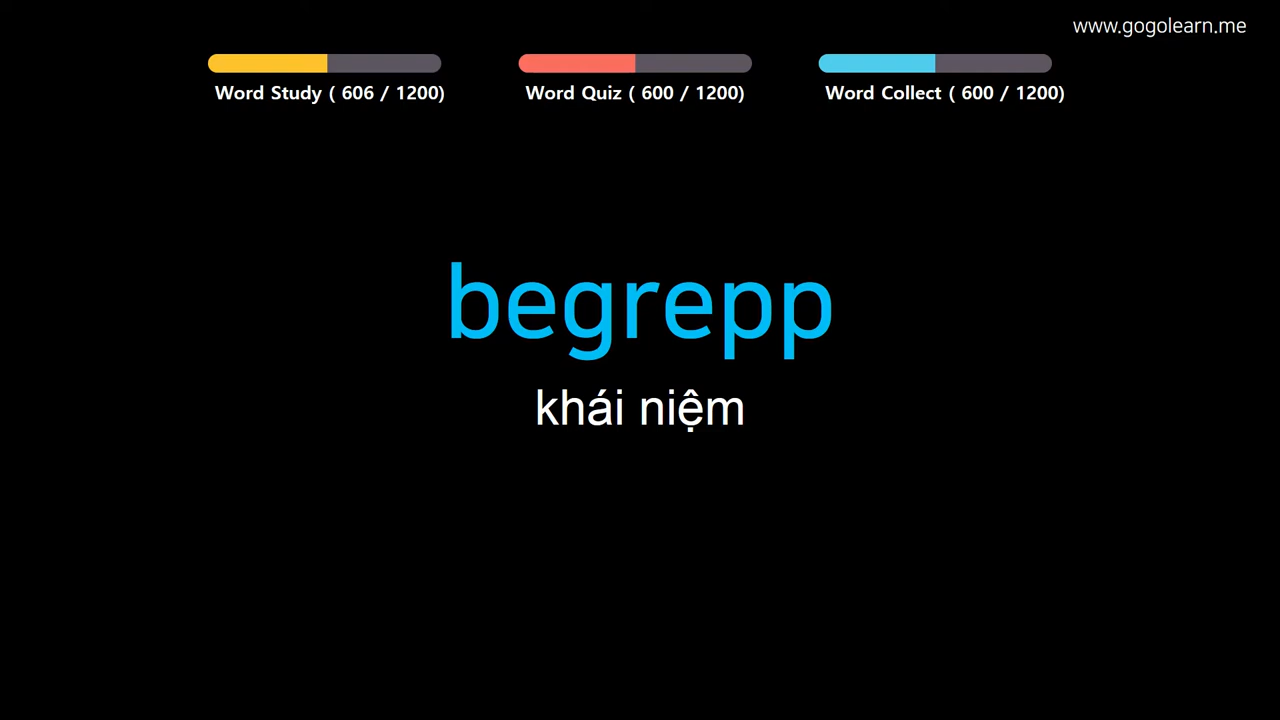 www.gogolearn.me
Word Study ( 606 / 1200)
Word Quiz ( 600 / 1200)
Word Collect ( 600 / 1200)
begrepp
khái niệm